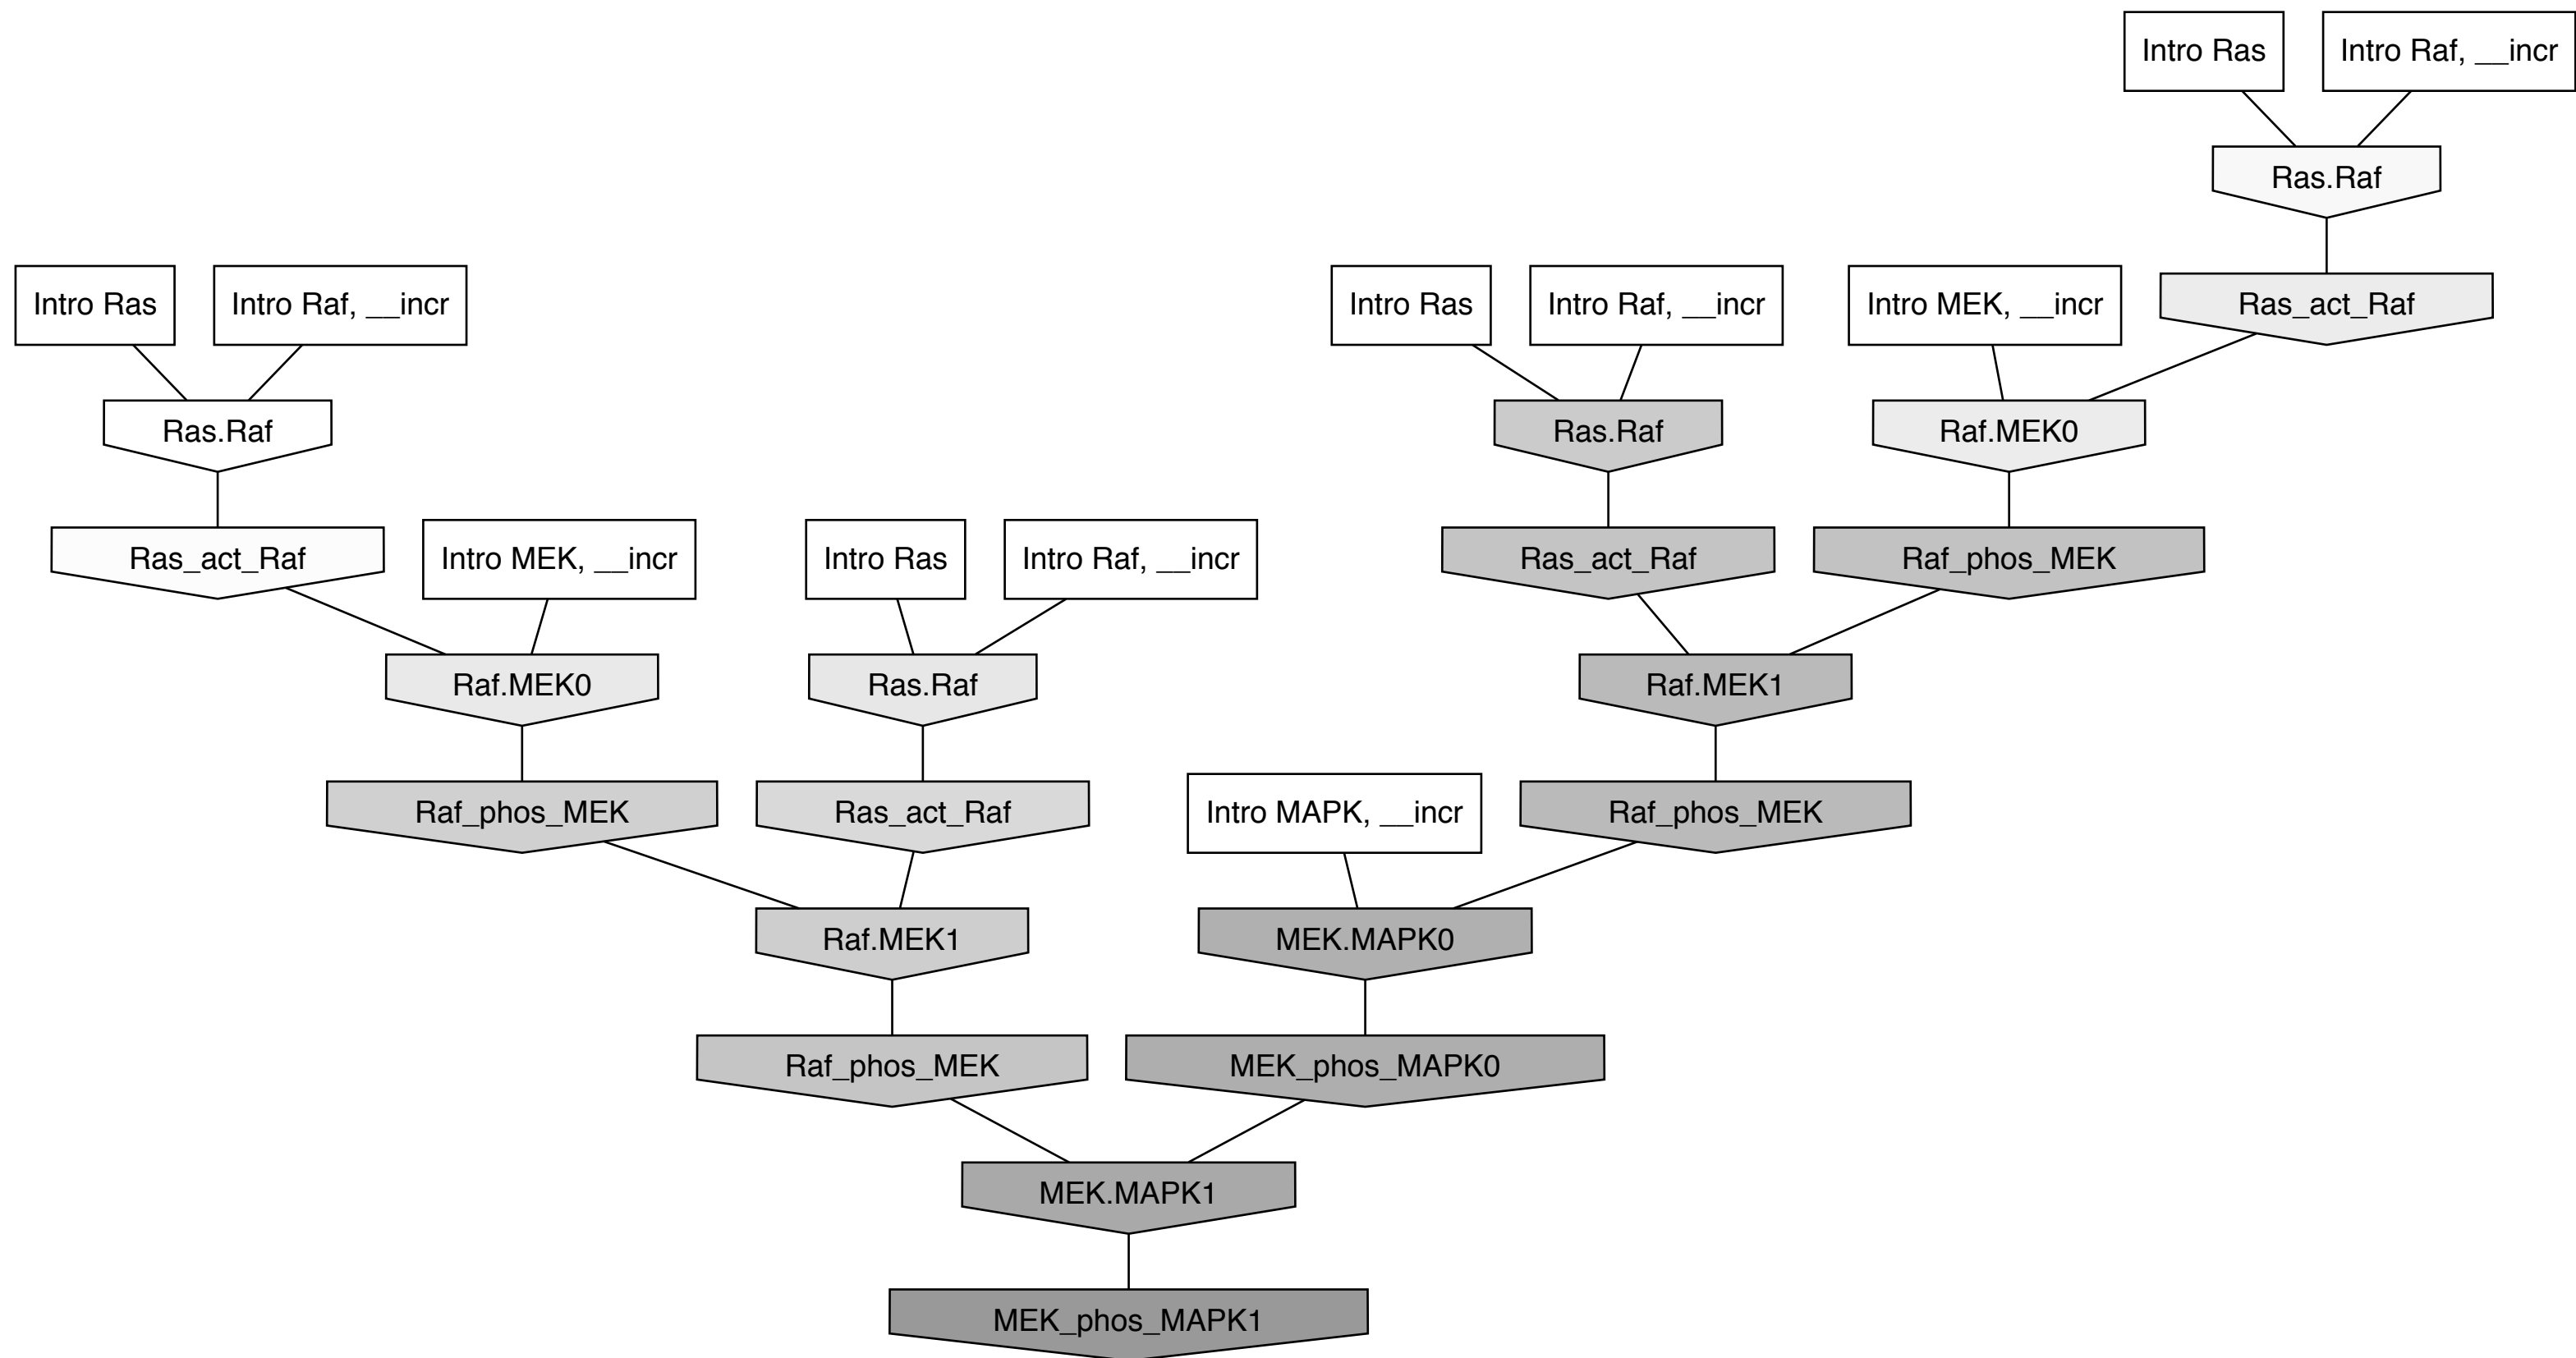 Intro Ras
Intro Raf, __incr
Ras.Raf
Intro Ras
Intro Raf, __incr
Intro Ras
Intro Raf, __incr
Intro MEK, __incr
Ras_act_Raf
Ras.Raf
Ras.Raf
Raf.MEK0
Ras_act_Raf
Intro MEK, __incr
Intro Ras
Intro Raf, __incr
Ras_act_Raf
Raf_phos_MEK
Raf.MEK0
Ras.Raf
Raf.MEK1
Raf_phos_MEK
Ras_act_Raf
Intro MAPK, __incr
Raf_phos_MEK
Raf.MEK1
MEK.MAPK0
Raf_phos_MEK
MEK_phos_MAPK0
MEK.MAPK1
MEK_phos_MAPK1